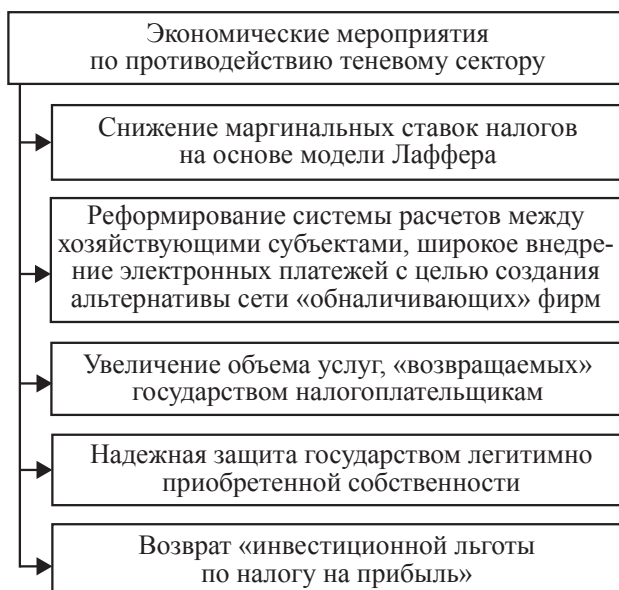 Экономические мероприятия
по противодействию теневому сектору
Снижение маргинальных ставок налогов
на основе модели Лаффера
Реформирование системы расчетов между
хозяйствующими субъектами, широкое внедре-
ние электронных платежей с целью создания
альтернативы сети «обналичивающих» фирм
Увеличение объема услуг, «возвращаемых»
государством налогоплательщикам
Надежная защита государством легитимно
приобретенной собственности
Возврат «инвестиционной льготы
по налогу на прибыль»